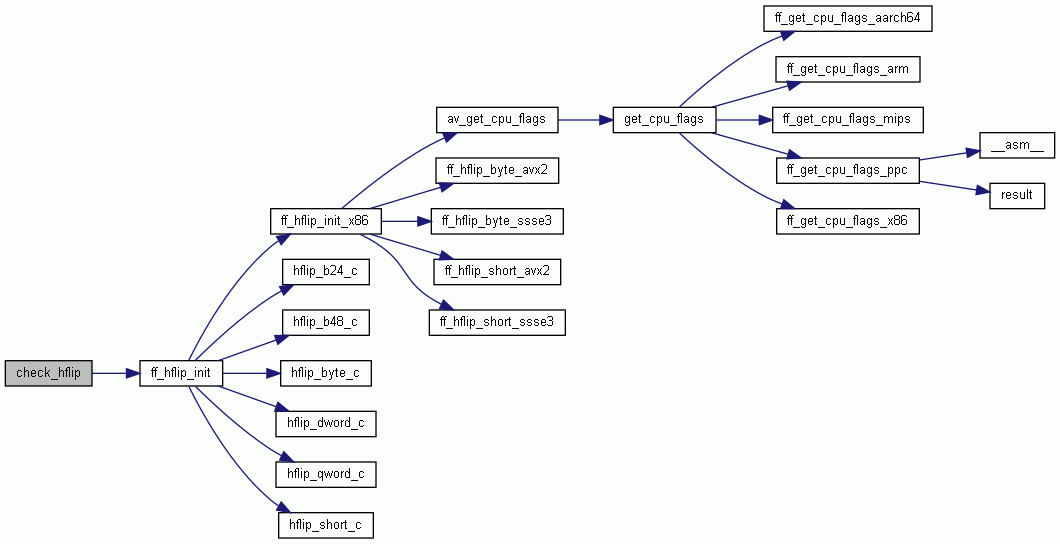 ff_get_cpu_flags_aarch64
ff_get_cpu_flags_arm
av_get_cpu_flags
get_cpu_flags
ff_get_cpu_flags_mips
__asm__
ff_hflip_byte_avx2
ff_get_cpu_flags_ppc
result
ff_hflip_init_x86
ff_hflip_byte_ssse3
ff_get_cpu_flags_x86
hflip_b24_c
ff_hflip_short_avx2
hflip_b48_c
ff_hflip_short_ssse3
check_hflip
ff_hflip_init
hflip_byte_c
hflip_dword_c
hflip_qword_c
hflip_short_c